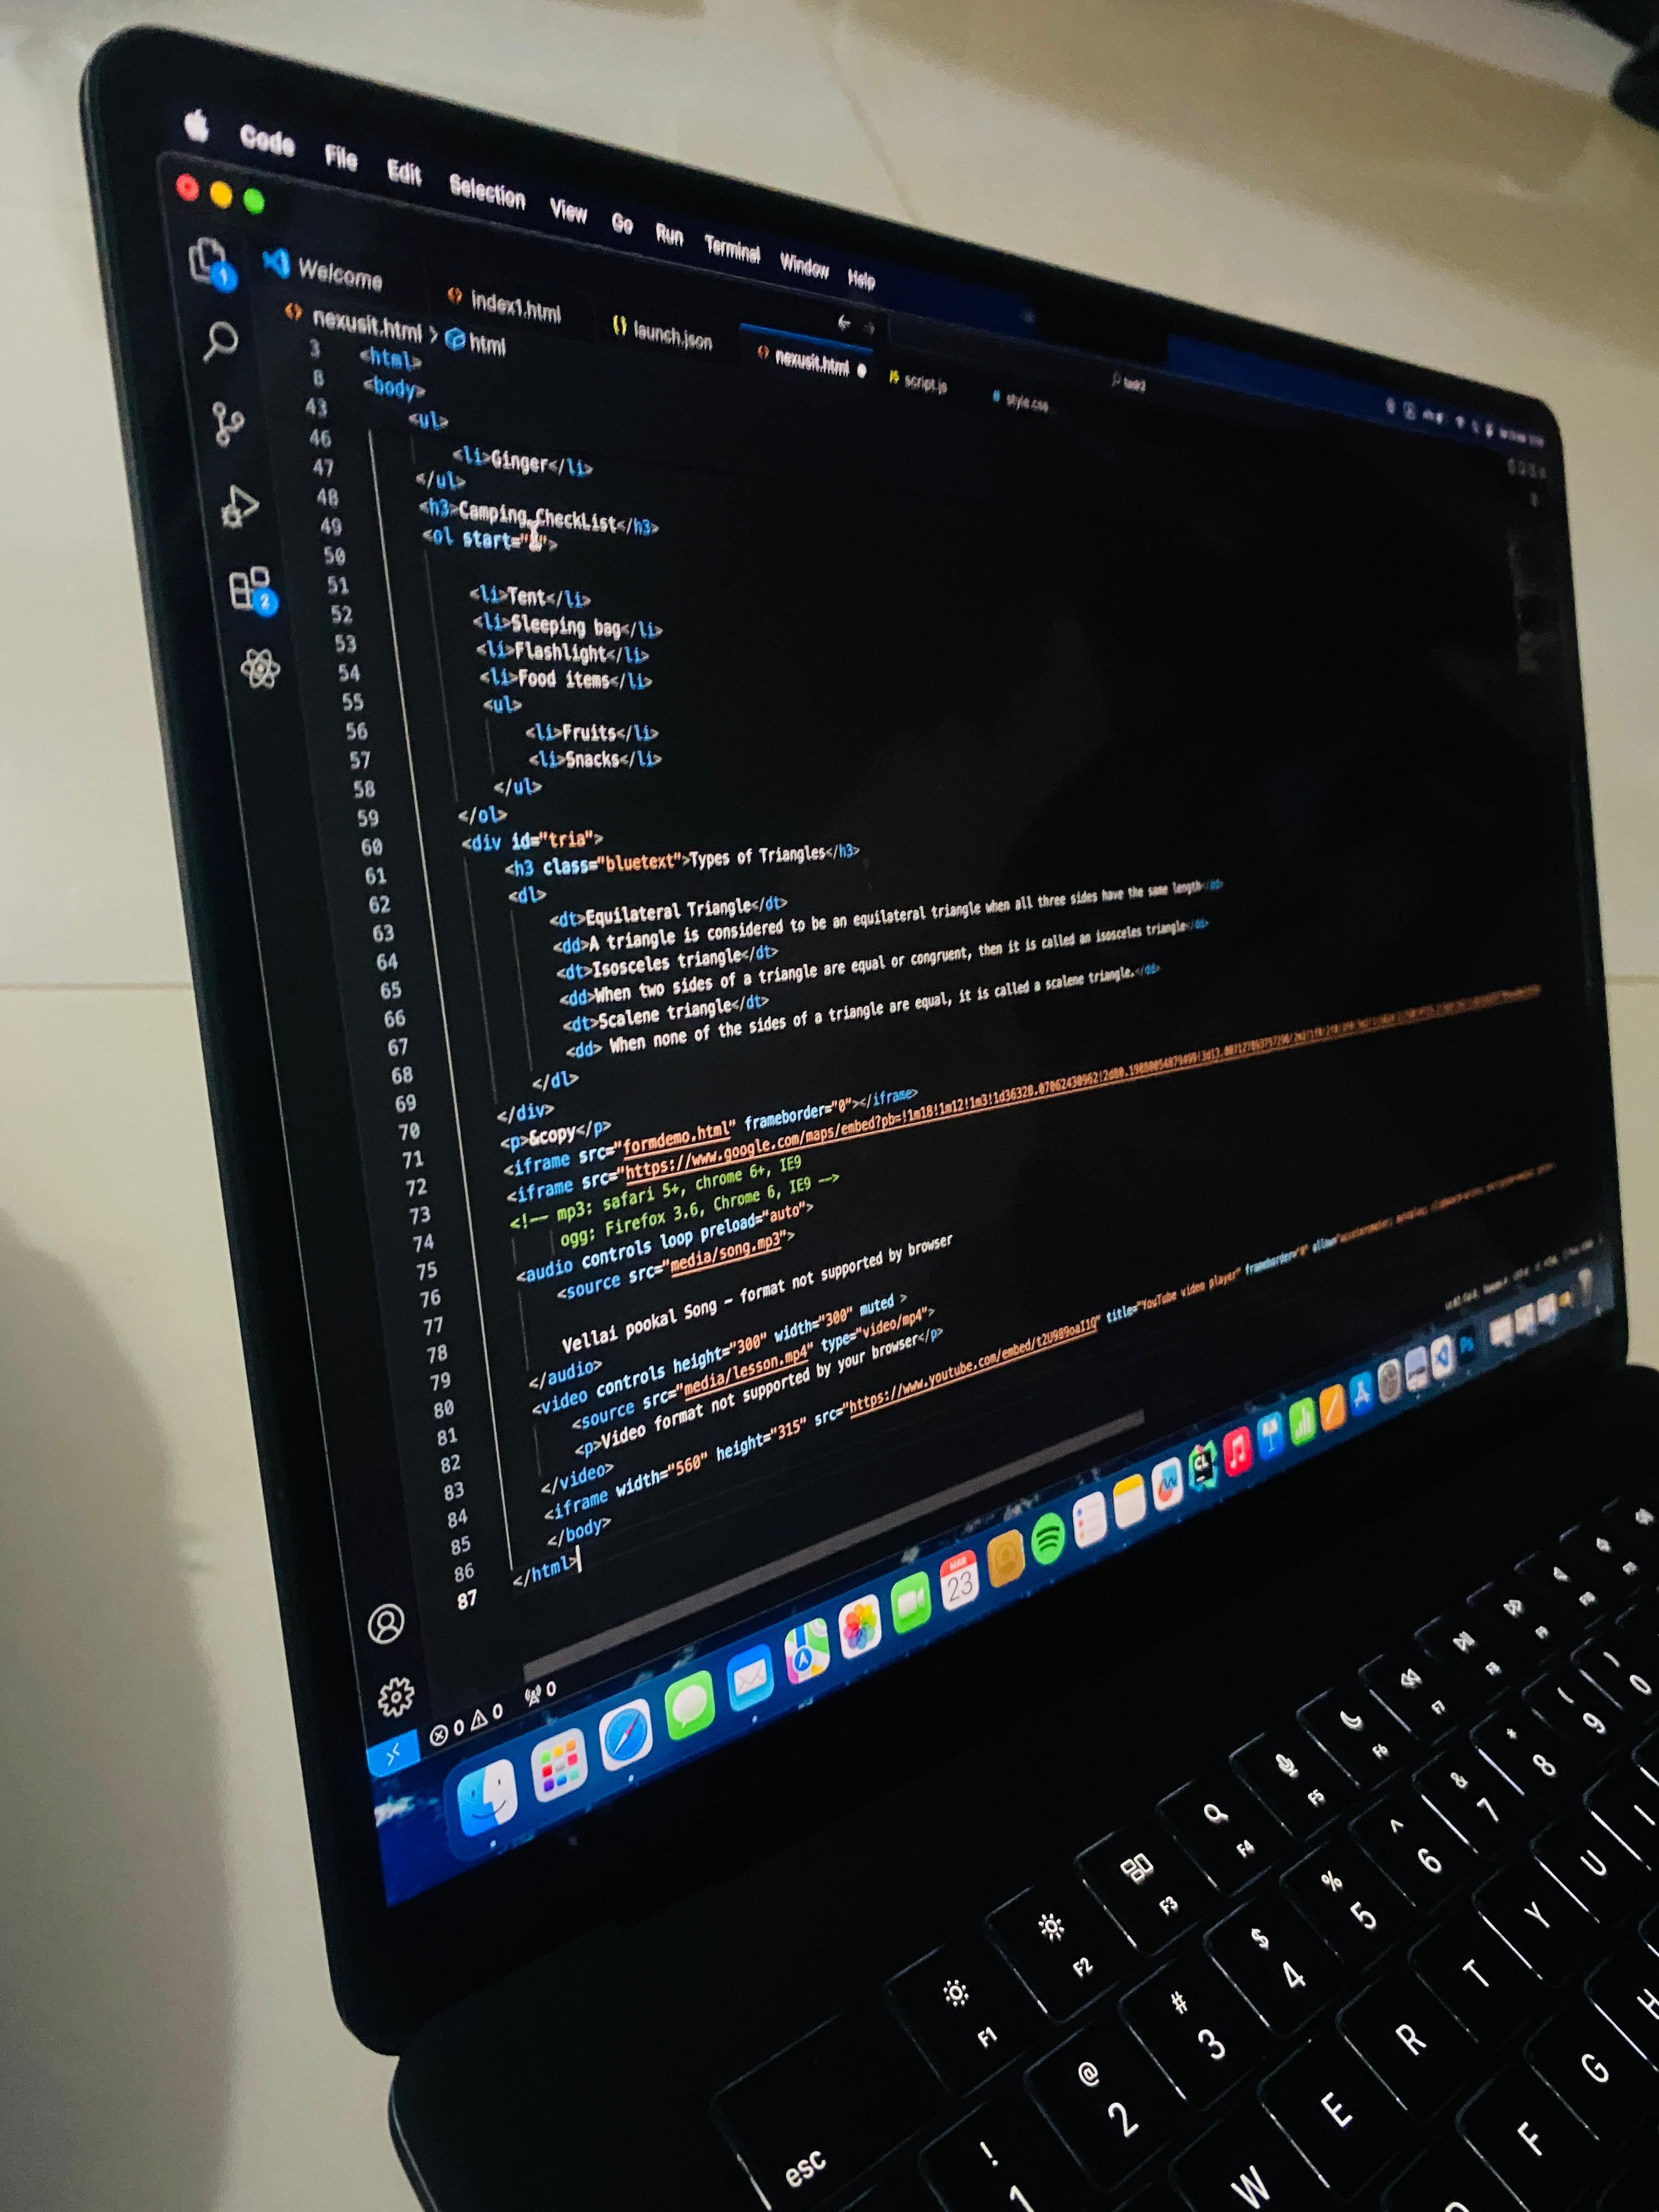 Code File Edit Selection View Go Run Terminal Window Help
1
Welcome
index1.html
launch.json
nexusit.html
script.js
style.css
task2
nexusit.html > html
3 <html>
8 <body>
43 <ul>
46 <li>Ginger</li>
47 </ul>
48 <h3>Camping CheckList</h3>
49 <ol start=
50
51 <li>Tent</li>
52 <li>Sleeping bag</li>
53 <li>Flashlight</li>
54 <li>Food items</li>
55 <ul>
56 <li>Fruits</li>
57 <li>Snacks</li>
58 </ul>
59 </ol>
60 <div id="tria">
61 <h3 class="bluetext">Types of Triangles</h3>
62 <dl>
63 <dt>Equilateral Triangle</dt>
64 <dd>A triangle is considered to be an equilateral triangle when all three sides have the same length</dd>
65 <dt>Isosceles triangle</dt>
66 <dd>When two sides of a triangle are equal or congruent, then it is called an isosceles triangle</dd>
67 <dt>Scalene triangle</dt>
68 <dd> When none of the sides of a triangle are equal, it is called a scalene triangle.</dd>
69 </dl>
70 </div>
71 <p>&copy</p>
72 <iframe src="formdemo.html" frameborder="0"></iframe>
73 <iframe src="https://www.google.com/maps/embed?pb=!1m18!1m12!1m3!1d36328.07062430962!2d80.
74 <!-- mp3: safari 5+, chrome 6+, IE9
75 ogg: Firefox 3.6, Chrome 6, IE9 -->
76 <audio controls loop preload="auto">
77 <source src="media/song.mp3">
78
79 Vellai pookal Song - format not supported by browser
80 </audio>
81 <video controls height="300" width="300" muted >
82 <source src="media/lesson.mp4" type="video/mp4">
83 <p>Video format not supported by your browser</p>
84 </video>
85 <iframe width="560" height="315" src="https://www.youtube.com/embed/t2U989oaI1Q" title="YouTube video player" frameborder="0"
86 </body>
87 </html>
2
0 0 0
MAR
23
CL
Ps
esc F1 F2 F3 F4 F5 F6 F7 F8 F9
! 1 @ 2 # 3 $ 4 % 5 ^ 6 & 7 * 8 ( 9 ) 0
W E R T Y U I
F G H